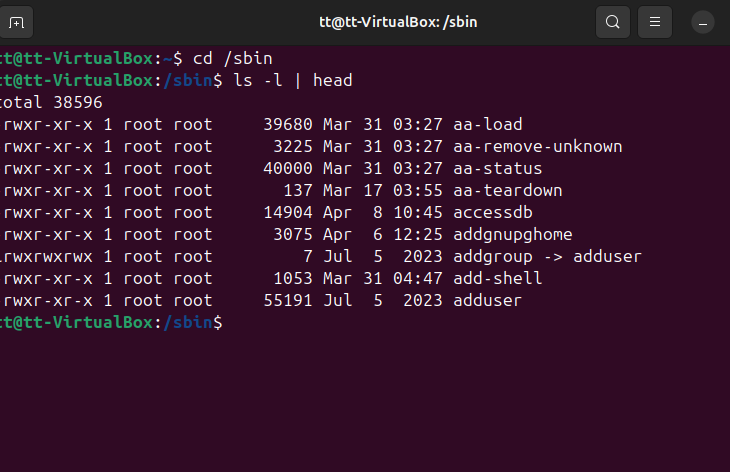 tt@tt-VirtualBox: /sbin
tt@tt-VirtualBox:~$ cd /sbin
tt@tt-VirtualBox:/sbin$ ls -l | head
total 38596
rwxr-xr-x 1 root root     39680 Mar 31 03:27 aa-load
rwxr-xr-x 1 root root      3225 Mar 31 03:27 aa-remove-unknown
rwxr-xr-x 1 root root     40000 Mar 31 03:27 aa-status
rwxr-xr-x 1 root root       137 Mar 17 03:55 aa-teardown
rwxr-xr-x 1 root root     14904 Apr  8 10:45 accessdb
rwxr-xr-x 1 root root      3075 Apr  6 12:25 addgnupghome
lrwxrwxrwx 1 root root         7 Jul  5  2023 addgroup -> adduser
rwxr-xr-x 1 root root      1053 Mar 31 04:47 add-shell
rwxr-xr-x 1 root root     55191 Jul  5  2023 adduser
tt@tt-VirtualBox:/sbin$